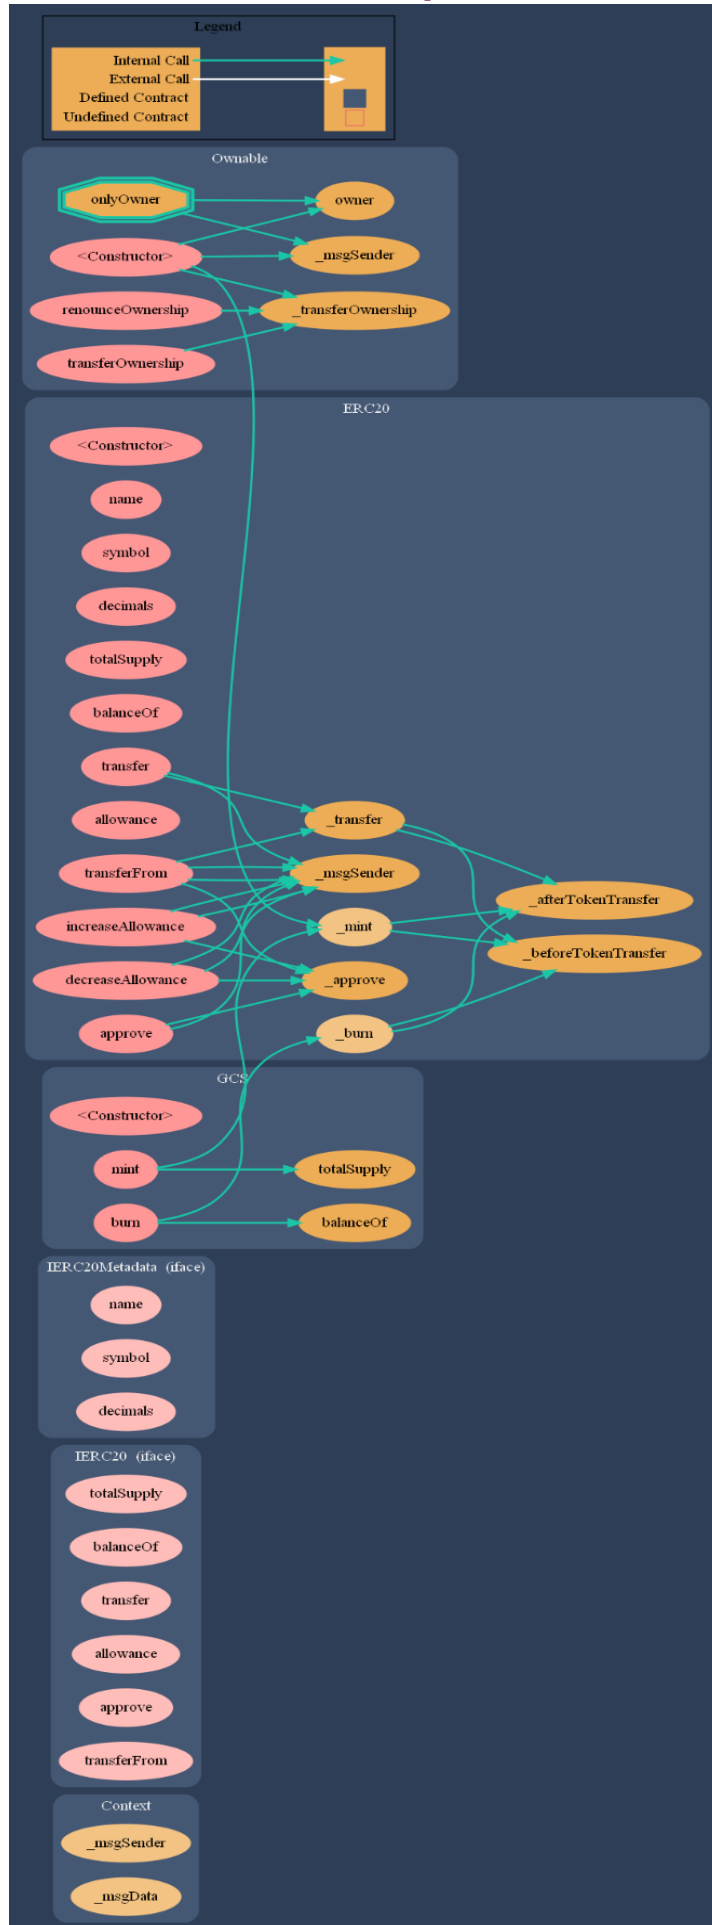 Legend
Internal Call
External Call
Defined Contract
Undefined Contract
Ownable
onlyOwner
owner
<Constructor>
_msgSender
renounceOwnership
_transferOwnership
transferOwnership
ERC20
<Constructor>
name
symbol
decimals
totalSupply
balanceOf
transfer
allowance
_transfer
transferFrom
_msgSender
_afterTokenTransfer
increaseAllowance
_mint
_beforeTokenTransfer
decreaseAllowance
_approve
approve
_burn
GCS
<Constructor>
mint
totalSupply
burn
balanceOf
IERC20Metadata (iface)
name
symbol
decimals
IERC20 (iface)
totalSupply
balanceOf
transfer
allowance
approve
transferFrom
Context
_msgSender
_msgData